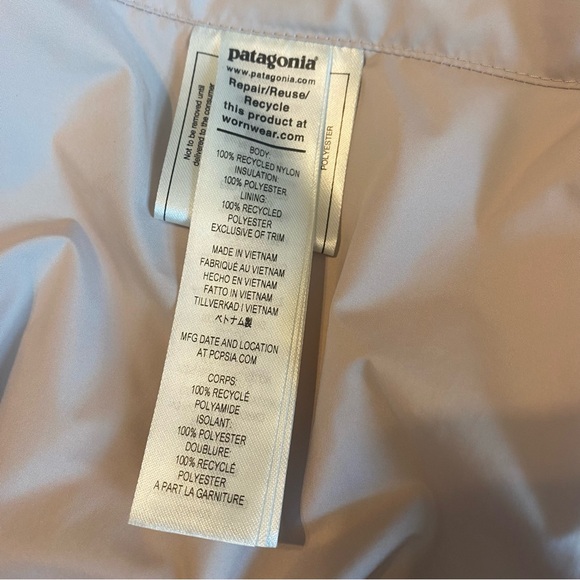 patagonia®
www.patagonia.com
Repair/Reuse/
Recycle
this product at
wornwear.com
BODY:
100% RECYCLED NYLON
INSULATION:
100% POLYESTER
LINING:
100% RECYCLED
POLYESTER
EXCLUSIVE OF TRIM
MADE IN VIETNAM
FABRIQUÉ AU VIETNAM
HECHO EN VIETNAM
FATTO IN VIETNAM
TILLVERKAD I VIETNAM
ベトナム製
MFG DATE AND LOCATION
AT PCPSIA.COM
CORPS:
100% RECYCLÉ
POLYAMIDE
ISOLANT:
100% POLYESTER
DOUBLURE:
100% RECYCLÉ
POLYESTER
A PART LA GARNITURE
Not to be removed until
delivered to the consumer
POLYESTER